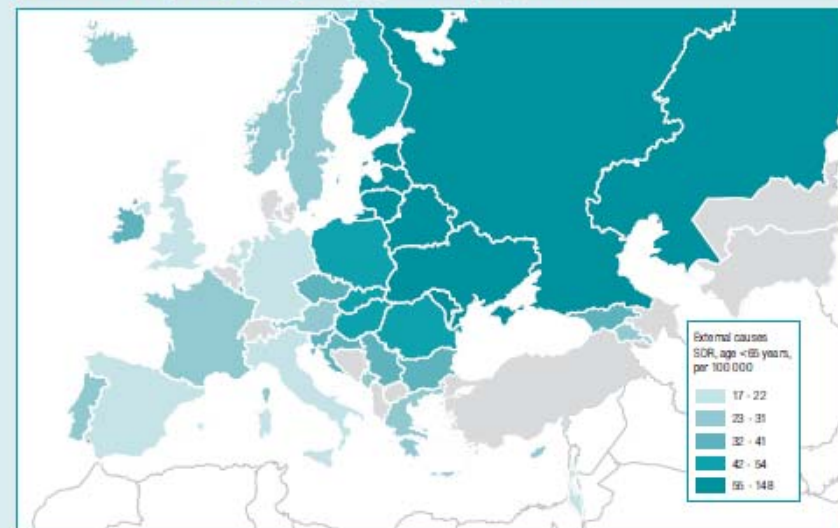 External causes
SDR, age <65 years,
per 100 000
17 - 22
23 - 31
32 - 41
42 - 54
55 - 148